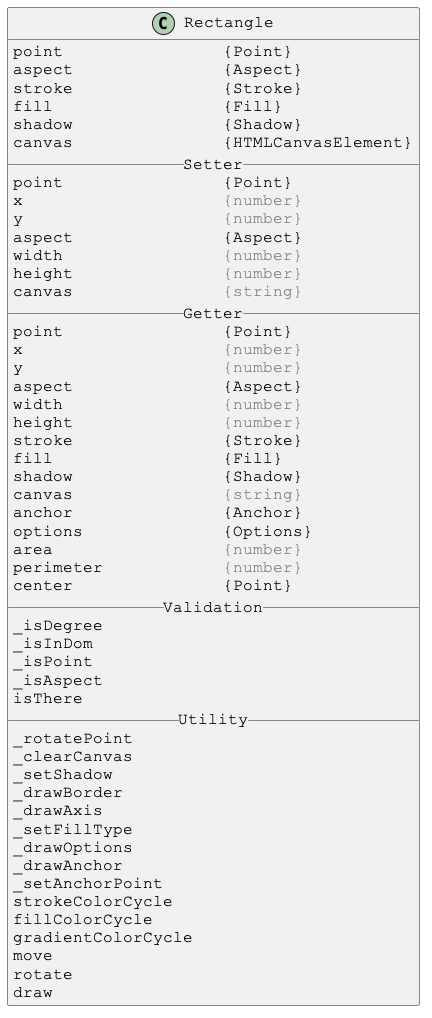 C Rectangle
point {Point}
aspect {Aspect}
stroke {Stroke}
fill {Fill}
shadow {Shadow}
canvas {HTMLCanvasElement}
Setter
point {Point}
x {number}
y {number}
aspect {Aspect}
width {number}
height {number}
canvas {string}
Getter
point {Point}
x {number}
y {number}
aspect {Aspect}
width {number}
height {number}
stroke {Stroke}
fill {Fill}
shadow {Shadow}
canvas {string}
anchor {Anchor}
options {Options}
area {number}
perimeter {number}
center {Point}
Validation
_isDegree
_isInDom
_isPoint
_isAspect
isThere
Utility
_rotatePoint
_clearCanvas
_setShadow
_drawBorder
_drawAxis
_setFillType
_drawOptions
_drawAnchor
_setAnchorPoint
strokeColorCycle
fillColorCycle
gradientColorCycle
move
rotate
draw